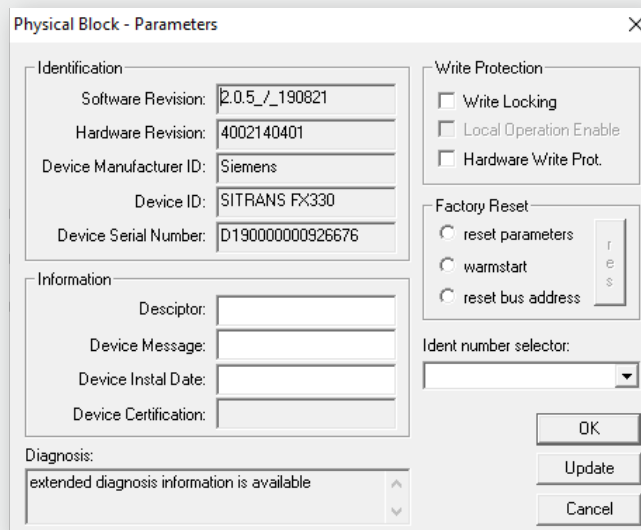 Physical Block - Parameters
Identification
Software Revision: 2.0.5_/_190821
Hardware Revision: 4002140401
Device Manufacturer ID: Siemens
Device ID: SITRANS FX330
Device Serial Number: D190000000926676
Information
Desciptor:
Device Message:
Device Instal Date:
Device Certification:
Diagnosis:
extended diagnosis information is available
Write Protection
Write Locking
Local Operation Enable
Hardware Write Prot.
Factory Reset
reset parameters
warmstart
reset bus address
res
Ident number selector:
OK
Update
Cancel